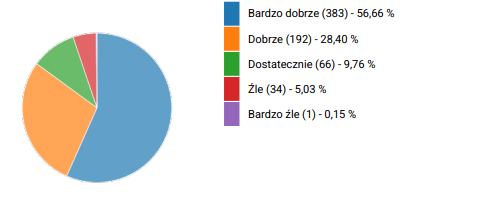 Bardzo dobrze (383) - 56,66 %
Dobrze (192) - 28,40 %
Dostatecznie (66) - 9,76 %
Źle (34) - 5,03 %
Bardzo źle (1) - 0,15 %